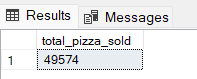 Results Messages
total_pizza_sold
1 49574